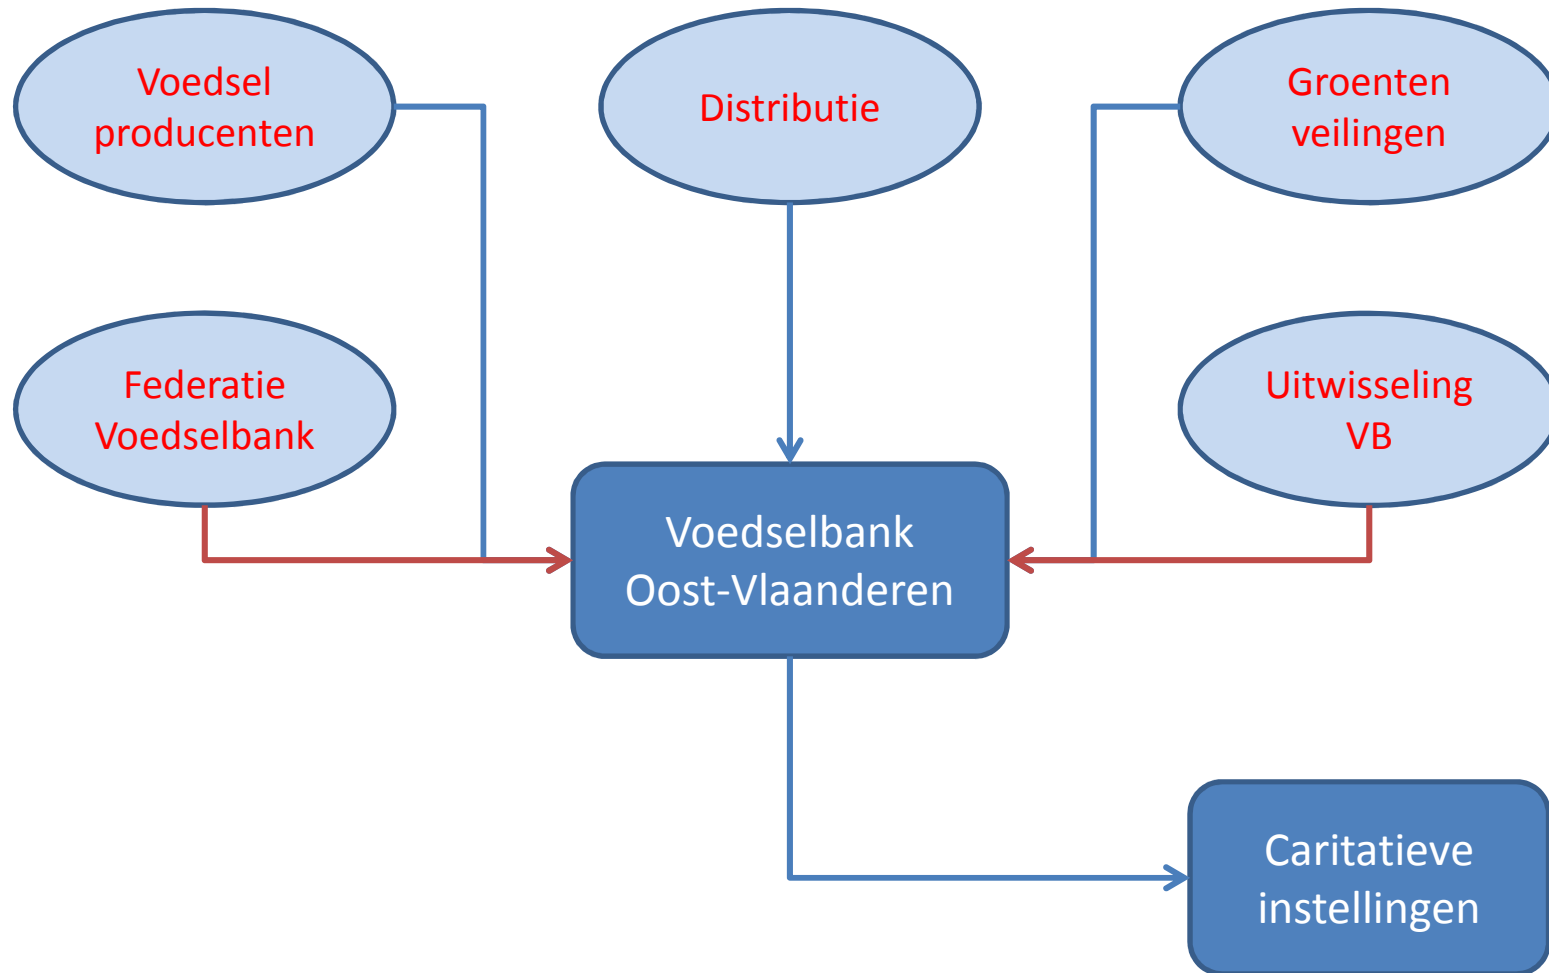 Voedsel
producenten
Distributie
Groenten
veilingen
Federatie
Voedselbank
Uitwisseling
VB
Voedselbank
Oost-Vlaanderen
Caritatieve
instellingen